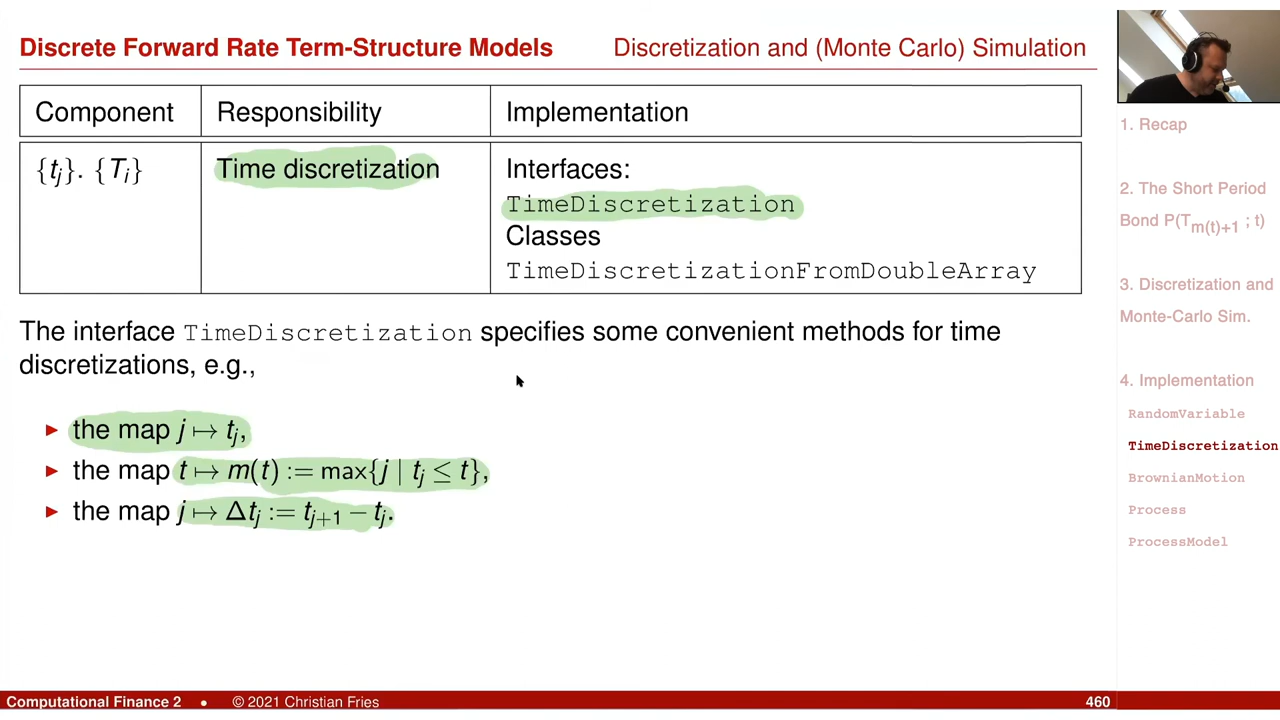 Discrete Forward Rate Term-Structure Models
Discretization and (Monte Carlo) Simulation
Component Responsibility Implementation
{tj}. {Ti} Time discretization Interfaces:
TimeDiscretization
Classes
TimeDiscretizationFromDoubleArray
The interface TimeDiscretization specifies some convenient methods for time
discretizations, e.g.,
▶ the map j ↦ tj,
▶ the map t ↦ m(t) := max{j | tj ≤ t},
▶ the map j ↦ Δtj := tj+1 − tj.
1. Recap
2. The Short Period
Bond P(Tm(t)+1 ; t)
3. Discretization and
Monte-Carlo Sim.
4. Implementation
RandomVariable
TimeDiscretization
BrownianMotion
Process
ProcessModel
Computational Finance 2 • © 2021 Christian Fries 460